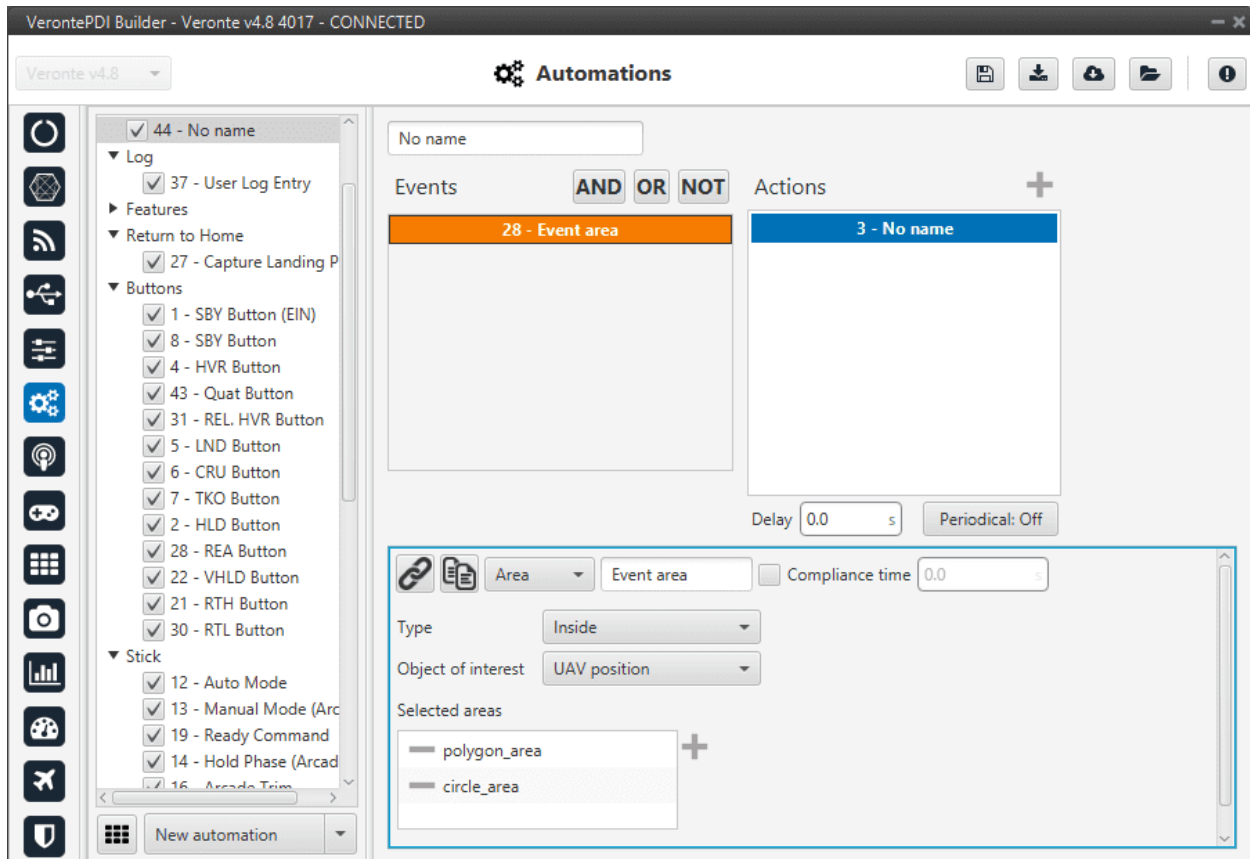 VerontePDI Builder - Veronte v4.8 4017 - CONNECTED
Veronte v4.8
Automations
44 - No name
Log
37 - User Log Entry
Features
Return to Home
27 - Capture Landing P
Buttons
1 - SBY Button (EIN)
8 - SBY Button
4 - HVR Button
43 - Quat Button
31 - REL. HVR Button
5 - LND Button
6 - CRU Button
7 - TKO Button
2 - HLD Button
28 - REA Button
22 - VHLD Button
21 - RTH Button
30 - RTL Button
Stick
12 - Auto Mode
13 - Manual Mode (Arc
19 - Ready Command
14 - Hold Phase (Arcad
16 - Arcade Trim
New automation
No name
Events AND OR NOT
28 - Event area
Actions
3 - No name
Delay 0.0 s Periodical: Off
Area Event area Compliance time 0.0 s
Type Inside
Object of interest UAV position
Selected areas
polygon_area
circle_area